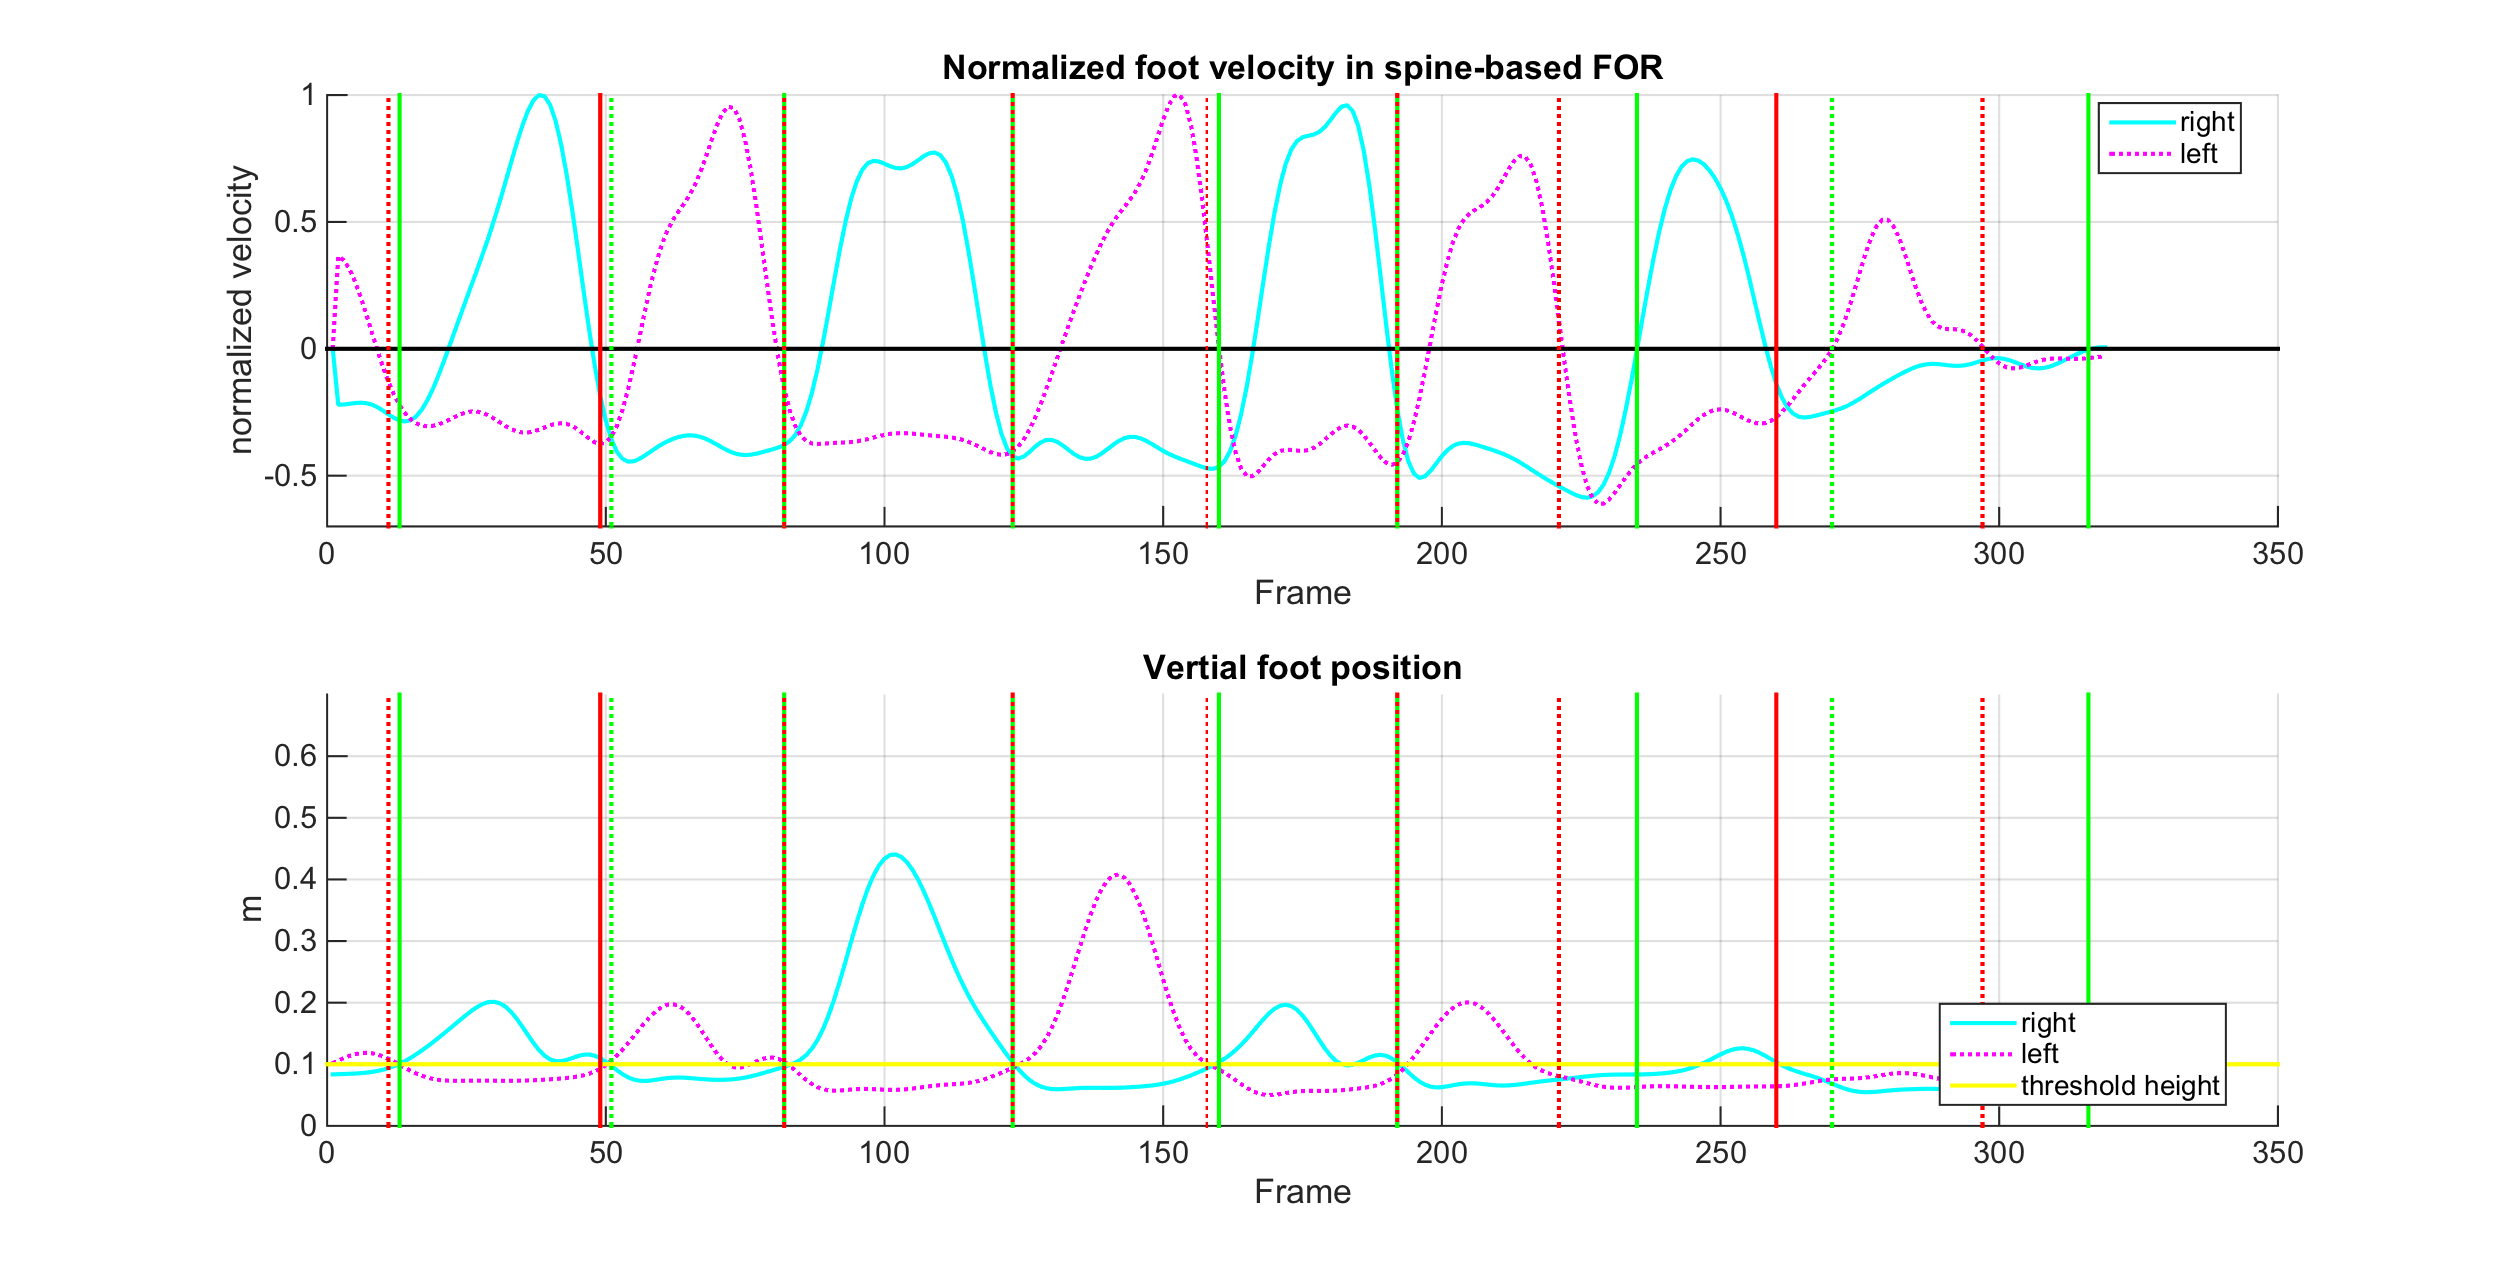 Normalized foot velocity in spine-based FOR
normalized velocity
1
0.5
0
-0.5
right
left
0 50 100 150 200 250 300 350
Frame
Vertial foot position
m
0.6
0.5
0.4
0.3
0.2
0.1
0
right
left
threshold height
0 50 100 150 200 250 300 350
Frame